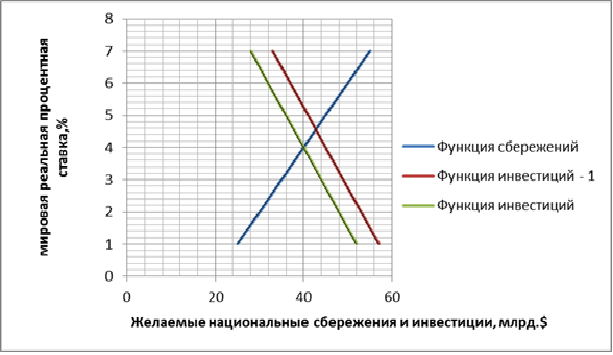 мировая реальная процентная
ставка,%
8
7
6
5
4
3
2
1
0
0
20
40
60
Желаемые национальные сбережения и инвестиции, млрд.$
Функция сбережений
Функция инвестиций - 1
Функция инвестиций